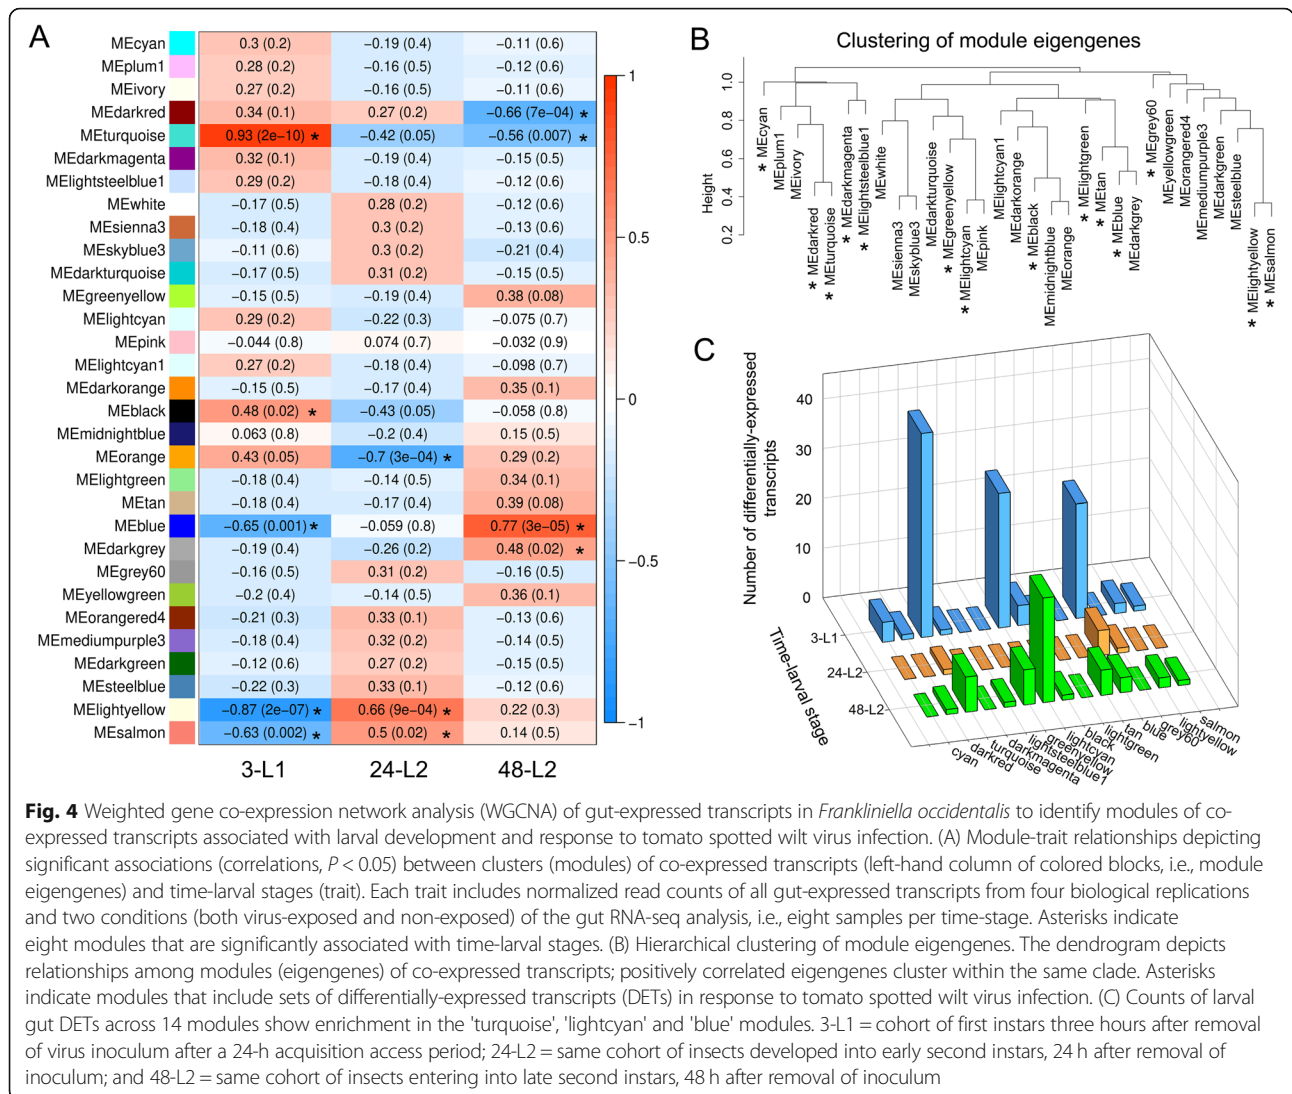 A
MEcyan 0.3 (0.2) −0.19 (0.4) −0.11 (0.6)
MEplum1 0.28 (0.2) −0.16 (0.5) −0.12 (0.6)
MEivory 0.27 (0.2) −0.16 (0.5) −0.11 (0.6)
MEdarkred 0.34 (0.1) 0.27 (0.2) −0.66 (7e−04) *
MEturquoise 0.93 (2e−10) * −0.42 (0.05) −0.56 (0.007) *
MEdarkmagenta 0.32 (0.1) −0.19 (0.4) −0.15 (0.5)
MElightsteelblue1 0.29 (0.2) −0.18 (0.4) −0.12 (0.6)
MEwhite −0.17 (0.5) 0.28 (0.2) −0.12 (0.6)
MEsienna3 −0.18 (0.4) 0.3 (0.2) −0.13 (0.6)
MEskyblue3 −0.11 (0.6) 0.3 (0.2) −0.21 (0.4)
MEdarkturquoise −0.17 (0.5) 0.31 (0.2) −0.15 (0.5)
MEgreenyellow −0.15 (0.5) −0.19 (0.4) 0.38 (0.08)
MElightcyan 0.29 (0.2) −0.22 (0.3) −0.075 (0.7)
MEpink −0.044 (0.8) 0.074 (0.7) −0.032 (0.9)
MElightcyan1 0.27 (0.2) −0.18 (0.4) −0.098 (0.7)
MEdarkorange −0.15 (0.5) −0.17 (0.4) 0.35 (0.1)
MEblack 0.48 (0.02) * −0.43 (0.05) −0.058 (0.8)
MEmidnightblue 0.063 (0.8) −0.2 (0.4) 0.15 (0.5)
MEorange 0.43 (0.05) −0.7 (3e−04) * 0.29 (0.2)
MElightgreen −0.18 (0.4) −0.14 (0.5) 0.34 (0.1)
MEtan −0.18 (0.4) −0.17 (0.4) 0.39 (0.08)
MEblue −0.65 (0.001) * −0.059 (0.8) 0.77 (3e−05) *
MEdarkgrey −0.19 (0.4) −0.26 (0.2) 0.48 (0.02) *
MEgrey60 −0.16 (0.5) 0.31 (0.2) −0.16 (0.5)
MEyellowgreen −0.2 (0.4) −0.14 (0.5) 0.36 (0.1)
MEorangered4 −0.21 (0.3) 0.33 (0.1) −0.13 (0.6)
MEmediumpurple3 −0.18 (0.4) 0.32 (0.2) −0.14 (0.5)
MEdarkgreen −0.12 (0.6) 0.27 (0.2) −0.15 (0.5)
MEsteelblue −0.22 (0.3) 0.33 (0.1) −0.12 (0.6)
MElightyellow −0.87 (2e−07) * 0.66 (9e−04) * 0.22 (0.3)
MEsalmon −0.63 (0.002) * 0.5 (0.02) * 0.14 (0.5)
3-L1 24-L2 48-L2
1
0.5
0
−0.5
−1
B
Clustering of module eigengenes
Height
1.0
0.8
0.6
0.4
0.2
* MEcyan
MEplum1
MEivory
* MEdarkred
* MEturquoise
* MEdarkmagenta
* MElightsteelblue1
MEwhite
MEsienna3
MEskyblue3
MEdarkturquoise
* MEgreenyellow
* MElightcyan
MEpink
MElightcyan1
MEdarkorange
* MEblack
MEmidnightblue
MEorange
* MElightgreen
* MEtan
* MEblue
MEdarkgrey
* MEgrey60
MEyellowgreen
MEorangered4
MEmediumpurple3
MEdarkgreen
MEsteelblue
* MElightyellow
* MEsalmon
C
Number of differentially-expressed
transcripts
40
30
20
10
0
Time-larval stage
3-L1
24-L2
48-L2
cyan
darkred
turquoise
darkmagenta
lightsteelblue1
greenyellow
lightcyan
black
lightgreen
tan
blue
grey60
lightyellow
salmon
Fig. 4 Weighted gene co-expression network analysis (WGCNA) of gut-expressed transcripts in Frankliniella occidentalis to identify modules of co-
expressed transcripts associated with larval development and response to tomato spotted wilt virus infection. (A) Module-trait relationships depicting
significant associations (correlations, P < 0.05) between clusters (modules) of co-expressed transcripts (left-hand column of colored blocks, i.e., module
eigengenes) and time-larval stages (trait). Each trait includes normalized read counts of all gut-expressed transcripts from four biological replications
and two conditions (both virus-exposed and non-exposed) of the gut RNA-seq analysis, i.e., eight samples per time-stage. Asterisks indicate
eight modules that are significantly associated with time-larval stages. (B) Hierarchical clustering of module eigengenes. The dendrogram depicts
relationships among modules (eigengenes) of co-expressed transcripts; positively correlated eigengenes cluster within the same clade. Asterisks
indicate modules that include sets of differentially-expressed transcripts (DETs) in response to tomato spotted wilt virus infection. (C) Counts of larval
gut DETs across 14 modules show enrichment in the 'turquoise', 'lightcyan' and 'blue' modules. 3-L1 = cohort of first instars three hours after removal
of virus inoculum after a 24-h acquisition access period; 24-L2 = same cohort of insects developed into early second instars, 24 h after removal of
inoculum; and 48-L2 = same cohort of insects entering into late second instars, 48 h after removal of inoculum